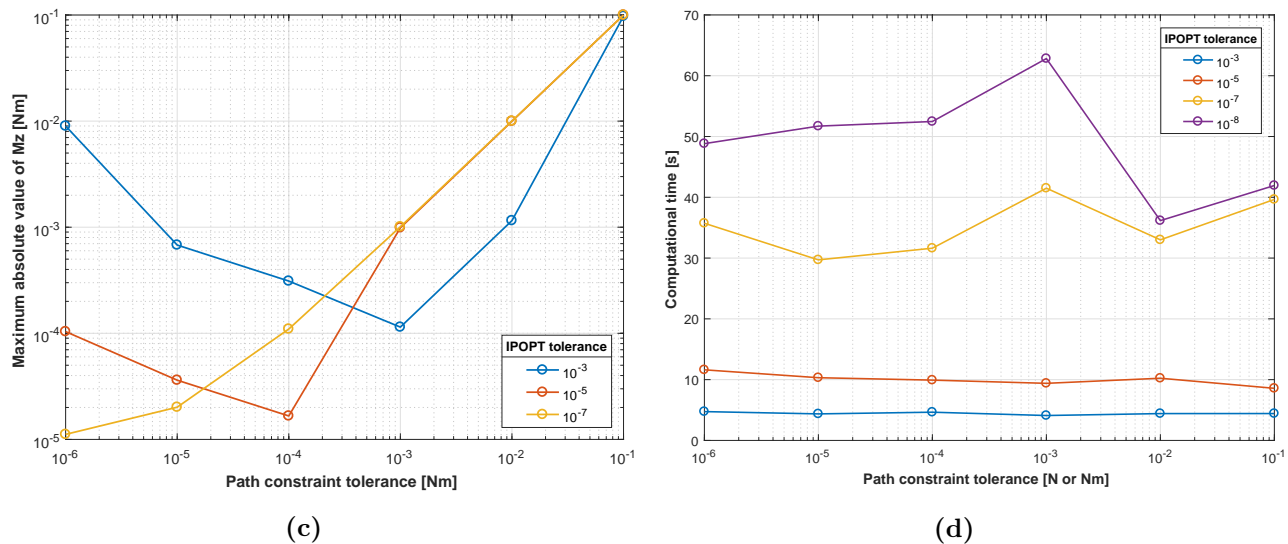 10-1
10-2
10-3
10-4
10-5
Maximum absolute value of Mz [Nm]
IPOPT tolerance
10-3
10-5
10-7
10-6 10-5 10-4 10-3 10-2 10-1
Path constraint tolerance [Nm]
(c)
70
60
50
40
30
20
10
0
Computational time [s]
IPOPT tolerance
10-3
10-5
10-7
10-8
10-6 10-5 10-4 10-3 10-2 10-1
Path constraint tolerance [N or Nm]
(d)